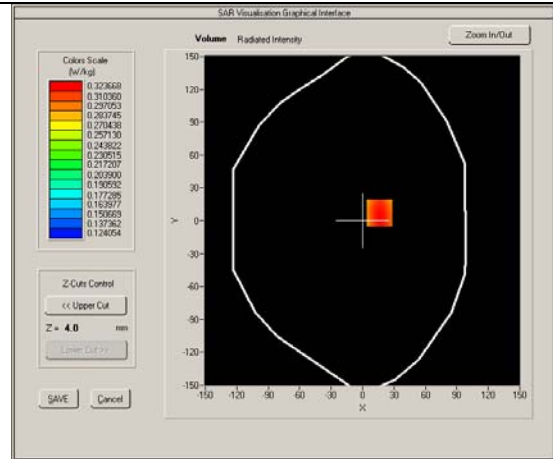 SAR Visualisation Graphical Interface
Volume Radiated Intensity
Zoom In/Out
Colors Scale
(W/kg)
0.323668
0.310360
0.297053
0.283745
0.270438
0.257130
0.243822
0.230515
0.217207
0.203900
0.190592
0.177285
0.163977
0.150669
0.137362
0.124054
Z-Cuts Control
<< Upper Cut
Z = 4.0 mm
Lower Cut >>
SAVE Cancel
150-
120-
90-
60-
30-
0-
-30-
-60-
-90-
-120-
-150-
Y
-150 -120 -90 -60 -30 0 30 60 90 120 150
X